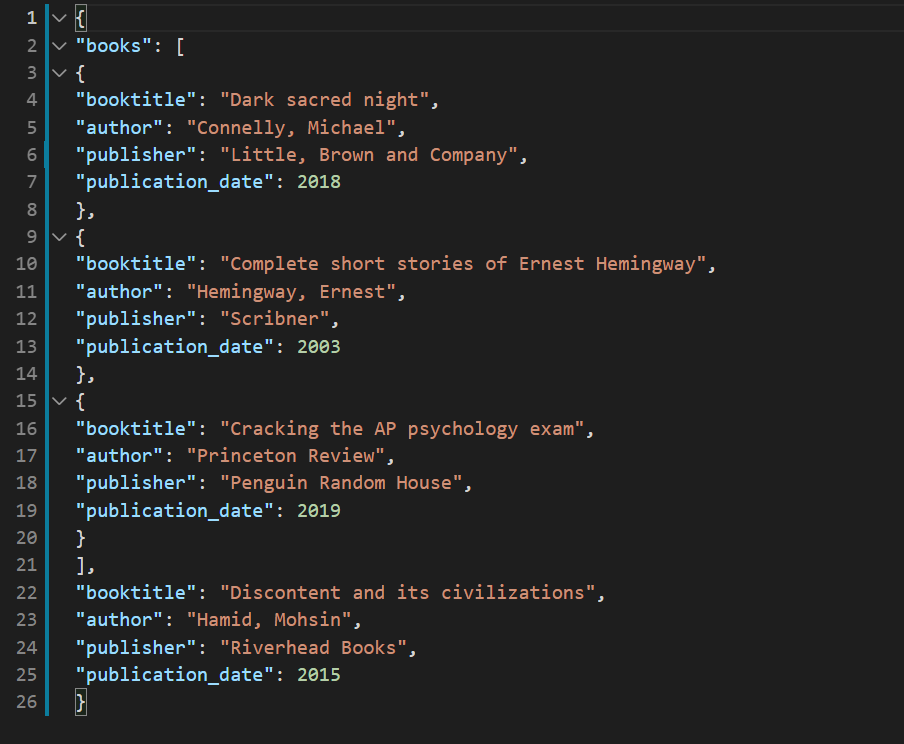 1 {
2 "books": [
3 {
4 "booktitle": "Dark sacred night",
5 "author": "Connelly, Michael",
6 "publisher": "Little, Brown and Company",
7 "publication_date": 2018
8 },
9 {
10 "booktitle": "Complete short stories of Ernest Hemingway",
11 "author": "Hemingway, Ernest",
12 "publisher": "Scribner",
13 "publication_date": 2003
14 },
15 {
16 "booktitle": "Cracking the AP psychology exam",
17 "author": "Princeton Review",
18 "publisher": "Penguin Random House",
19 "publication_date": 2019
20 }
21 ],
22 "booktitle": "Discontent and its civilizations",
23 "author": "Hamid, Mohsin",
24 "publisher": "Riverhead Books",
25 "publication_date": 2015
26 }